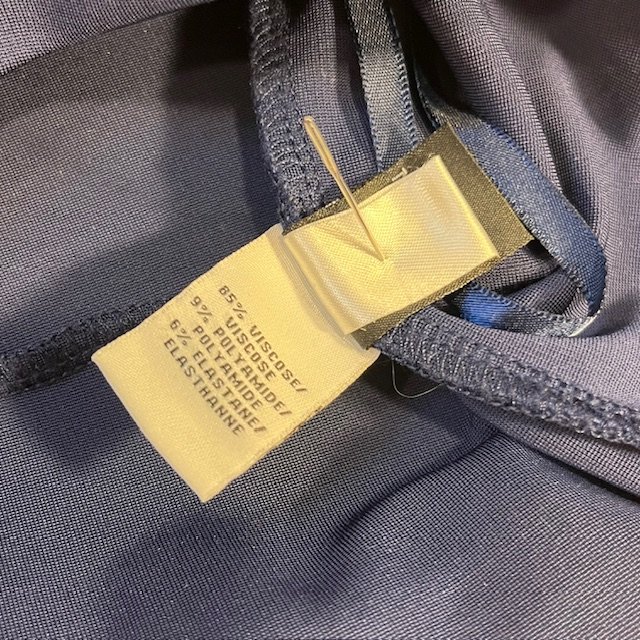 85% VISCOSE/
VISCOSE
9% POLYAMIDE/
POLYAMIDE
6% ELASTANE/
ELASTHANNE